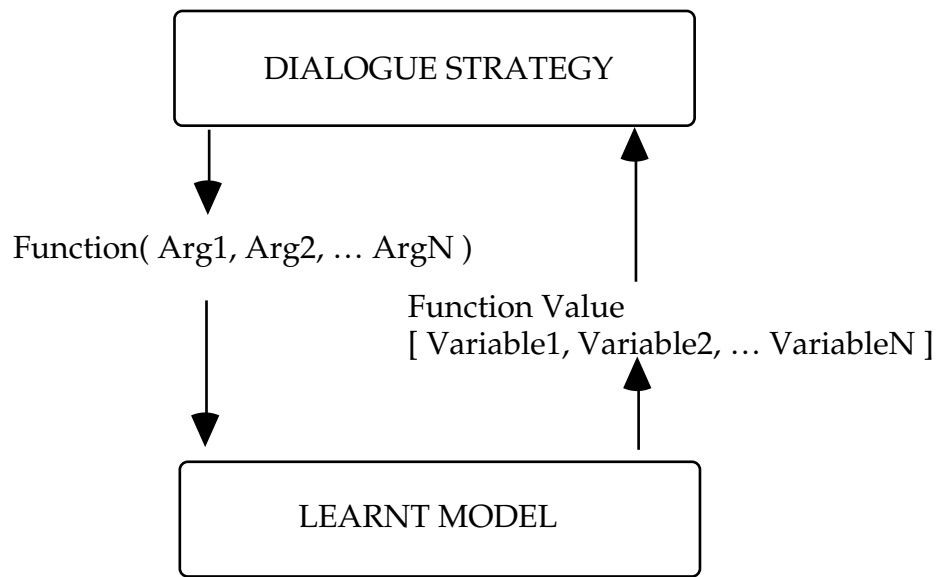 DIALOGUE STRATEGY
Function( Arg1, Arg2, … ArgN )
Function Value
[ Variable1, Variable2, … VariableN ]
LEARNT MODEL